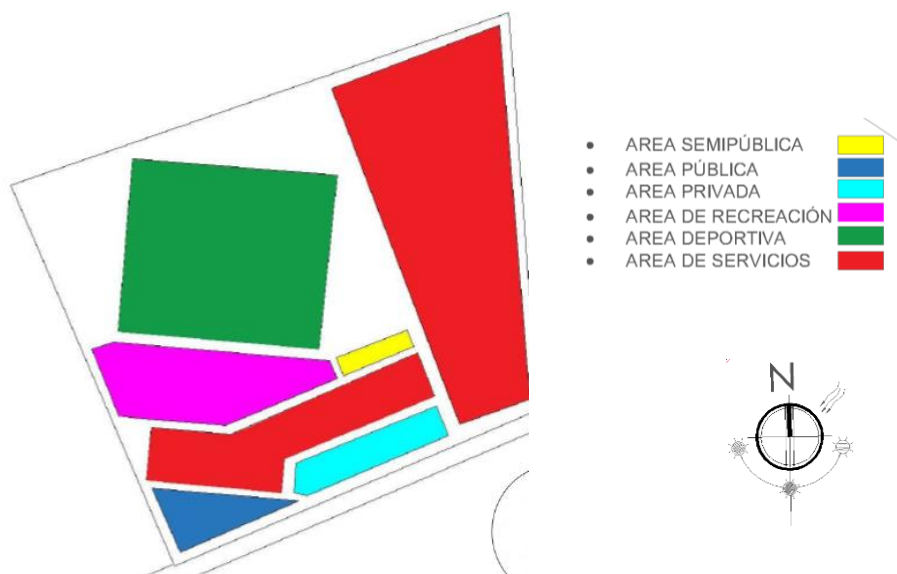 • AREA SEMIPÚBLICA
• AREA PÚBLICA
• AREA PRIVADA
• AREA DE RECREACIÓN
• AREA DEPORTIVA
• AREA DE SERVICIOS
N